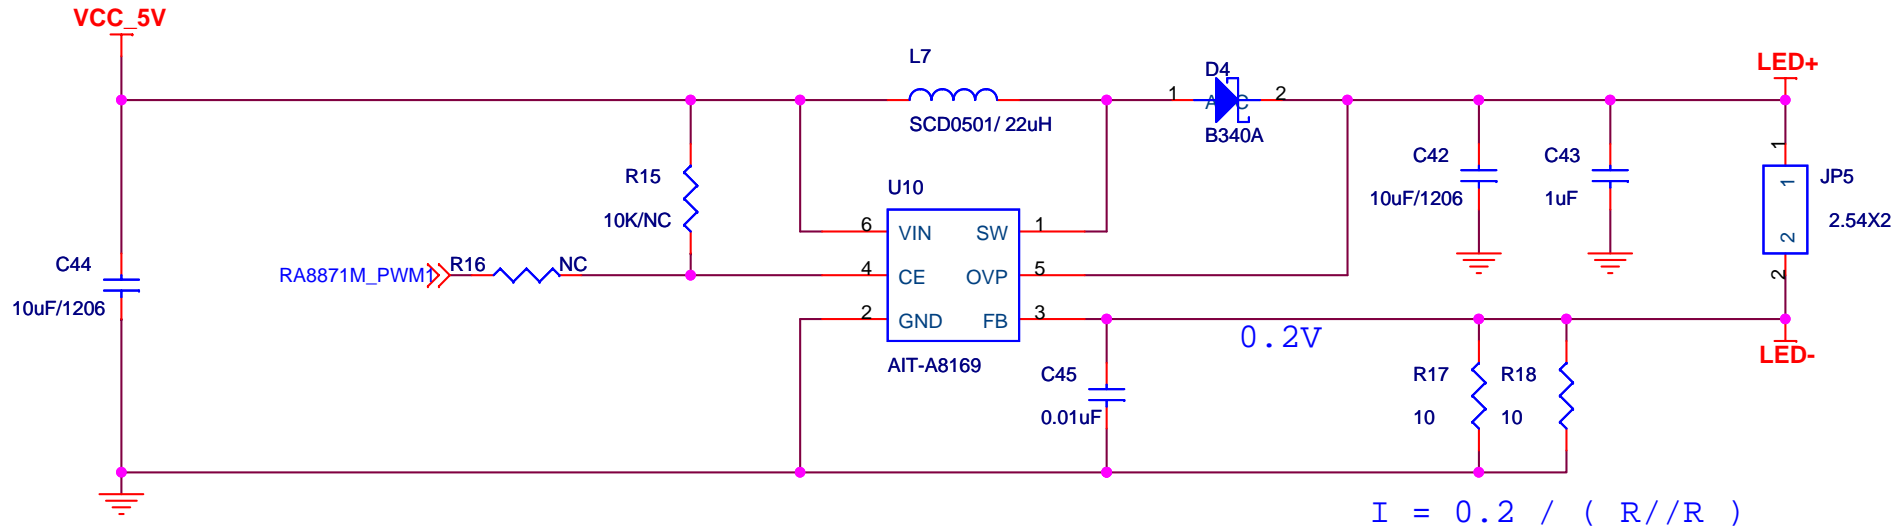 VCC_5V
L7
SCD0501/ 22uH
1
D4
A C
2
B340A
LED+
R15
10K/NC
U10
C42
10uF/1206
C43
1uF
1
1
JP5
2.54X2
2
2
6 VIN SW 1
C44
10uF/1206
RA8871M_PWM1
R16
NC
4 CE OVP 5
2 GND FB 3
0.2V
LED-
AIT-A8169
C45
0.01uF
R17
10
R18
10
I = 0.2 / ( R//R )